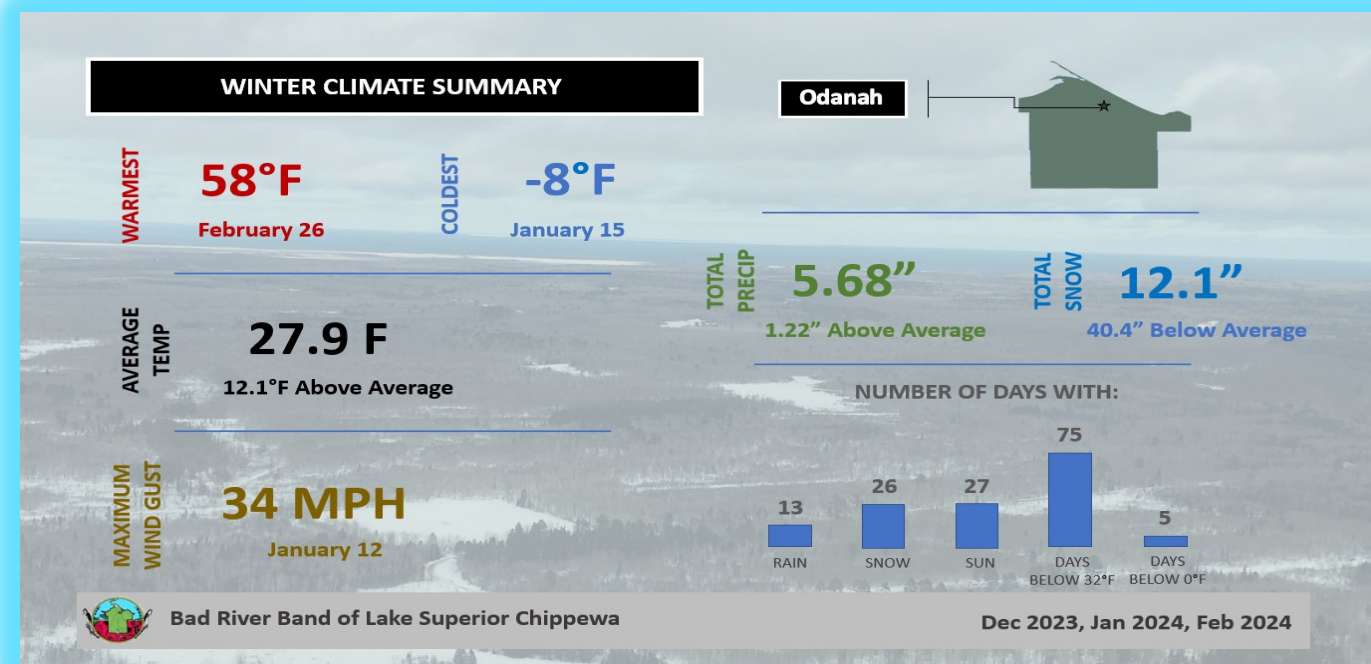 WINTER CLIMATE SUMMARY
Odanah
WARMEST
58°F
February 26
COLDEST
-8°F
January 15
AVERAGE
TEMP
27.9 F
12.1°F Above Average
MAXIMUM
WIND GUST
34 MPH
January 12
TOTAL
PRECIP
5.68”
1.22” Above Average
TOTAL
SNOW
12.1”
40.4” Below Average
NUMBER OF DAYS WITH:
13
26
27
75
5
RAIN
SNOW
SUN
DAYS
BELOW 32°F
DAYS
BELOW 0°F
Bad River Band of Lake Superior Chippewa
Dec 2023, Jan 2024, Feb 2024